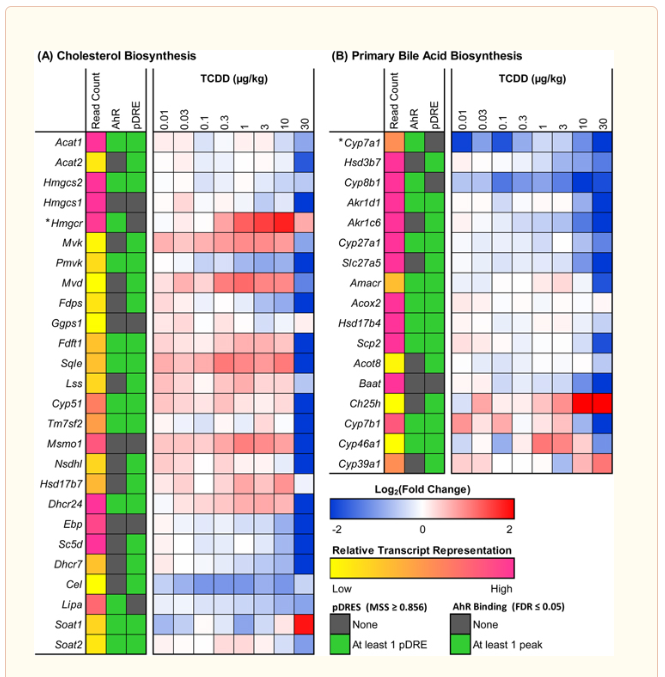 (A) Cholesterol Biosynthesis
Read Count
AhR
pDRE
TCDD (µg/kg)
0.01
0.03
0.1
0.3
1
3
10
30
Acat1
Acat2
Hmgcs2
Hmgcs1
*Hmgcr
Mvk
Pmvk
Mvd
Fdps
Ggps1
Fdft1
Sqle
Lss
Cyp51
Tm7sf2
Msmo1
Nsdhl
Hsd17b7
Dhcr24
Ebp
Sc5d
Dhcr7
Cel
Lipa
Soat1
Soat2
(B) Primary Bile Acid Biosynthesis
Read Count
AhR
pDRE
TCDD (µg/kg)
0.01
0.03
0.1
0.3
1
3
10
30
*Cyp7a1
Hsd3b7
Cyp8b1
Akr1d1
Akr1c6
Cyp27a1
Slc27a5
Amacr
Acox2
Hsd17b4
Scp2
Acot8
Baat
Ch25h
Cyp7b1
Cyp46a1
Cyp39a1
Log2(Fold Change)
-2 0 2
Relative Transcript Representation
Low High
pDRES (MSS ≥ 0.856)
None
At least 1 pDRE
AhR Binding (FDR ≤ 0.05)
None
At least 1 peak